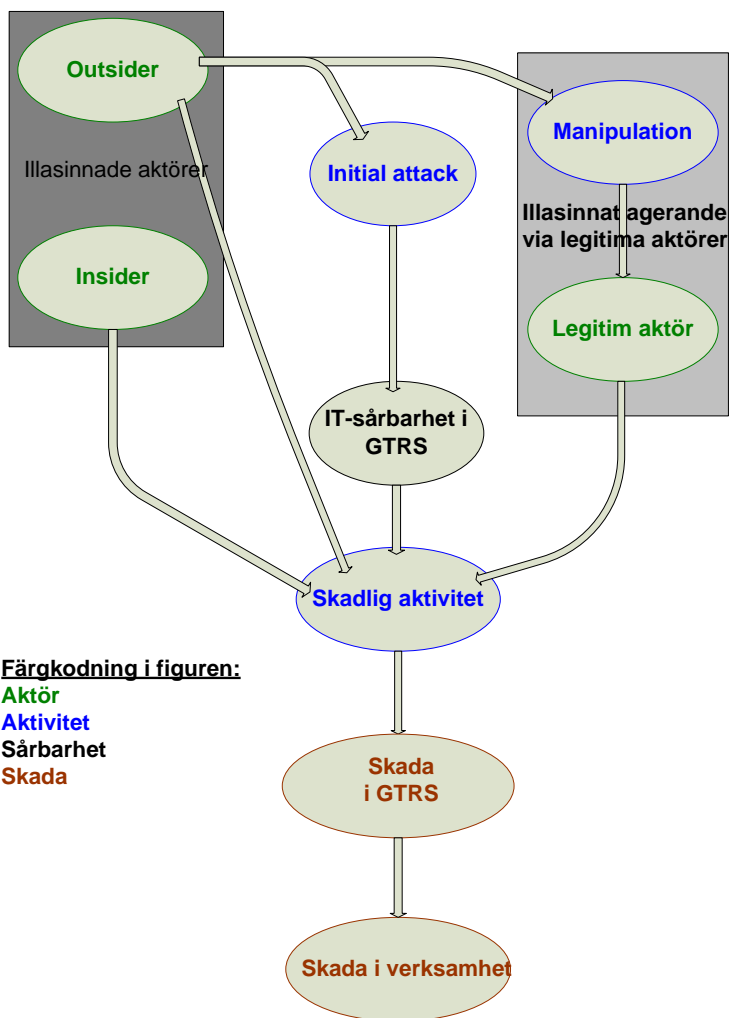 Outsider
Illasinnade aktörer
Insider
Initial attack
Manipulation
Illasinnat agerande
via legitima aktörer
Legitim aktör
IT-sårbarhet i
GTRS
Skadlig aktivitet
Färgkodning i figuren:
Aktör
Aktivitet
Sårbarhet
Skada
Skada
i GTRS
Skada i verksamhet